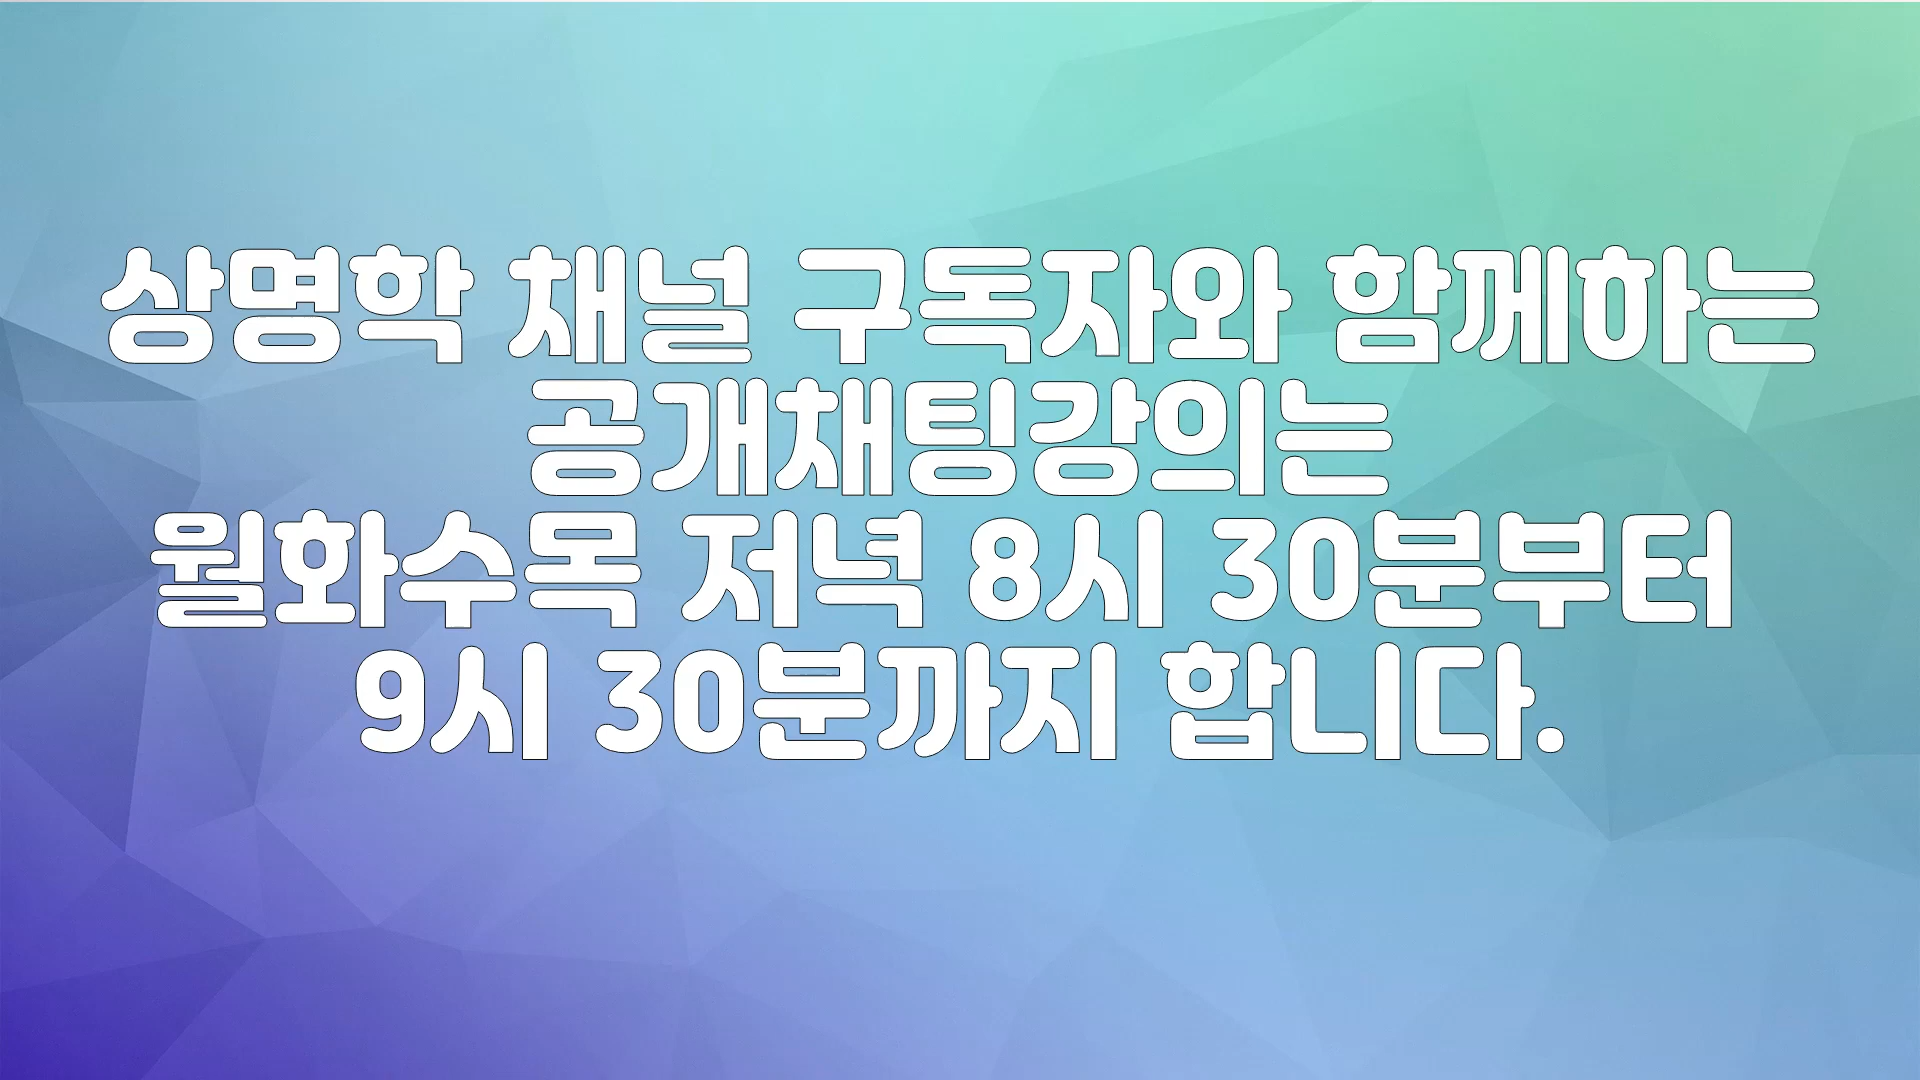 상명학 채널 구독자와 함께하는
공개채팅강의는
월화수목 저녁 8시 30분부터
9시 30분까지 합니다.